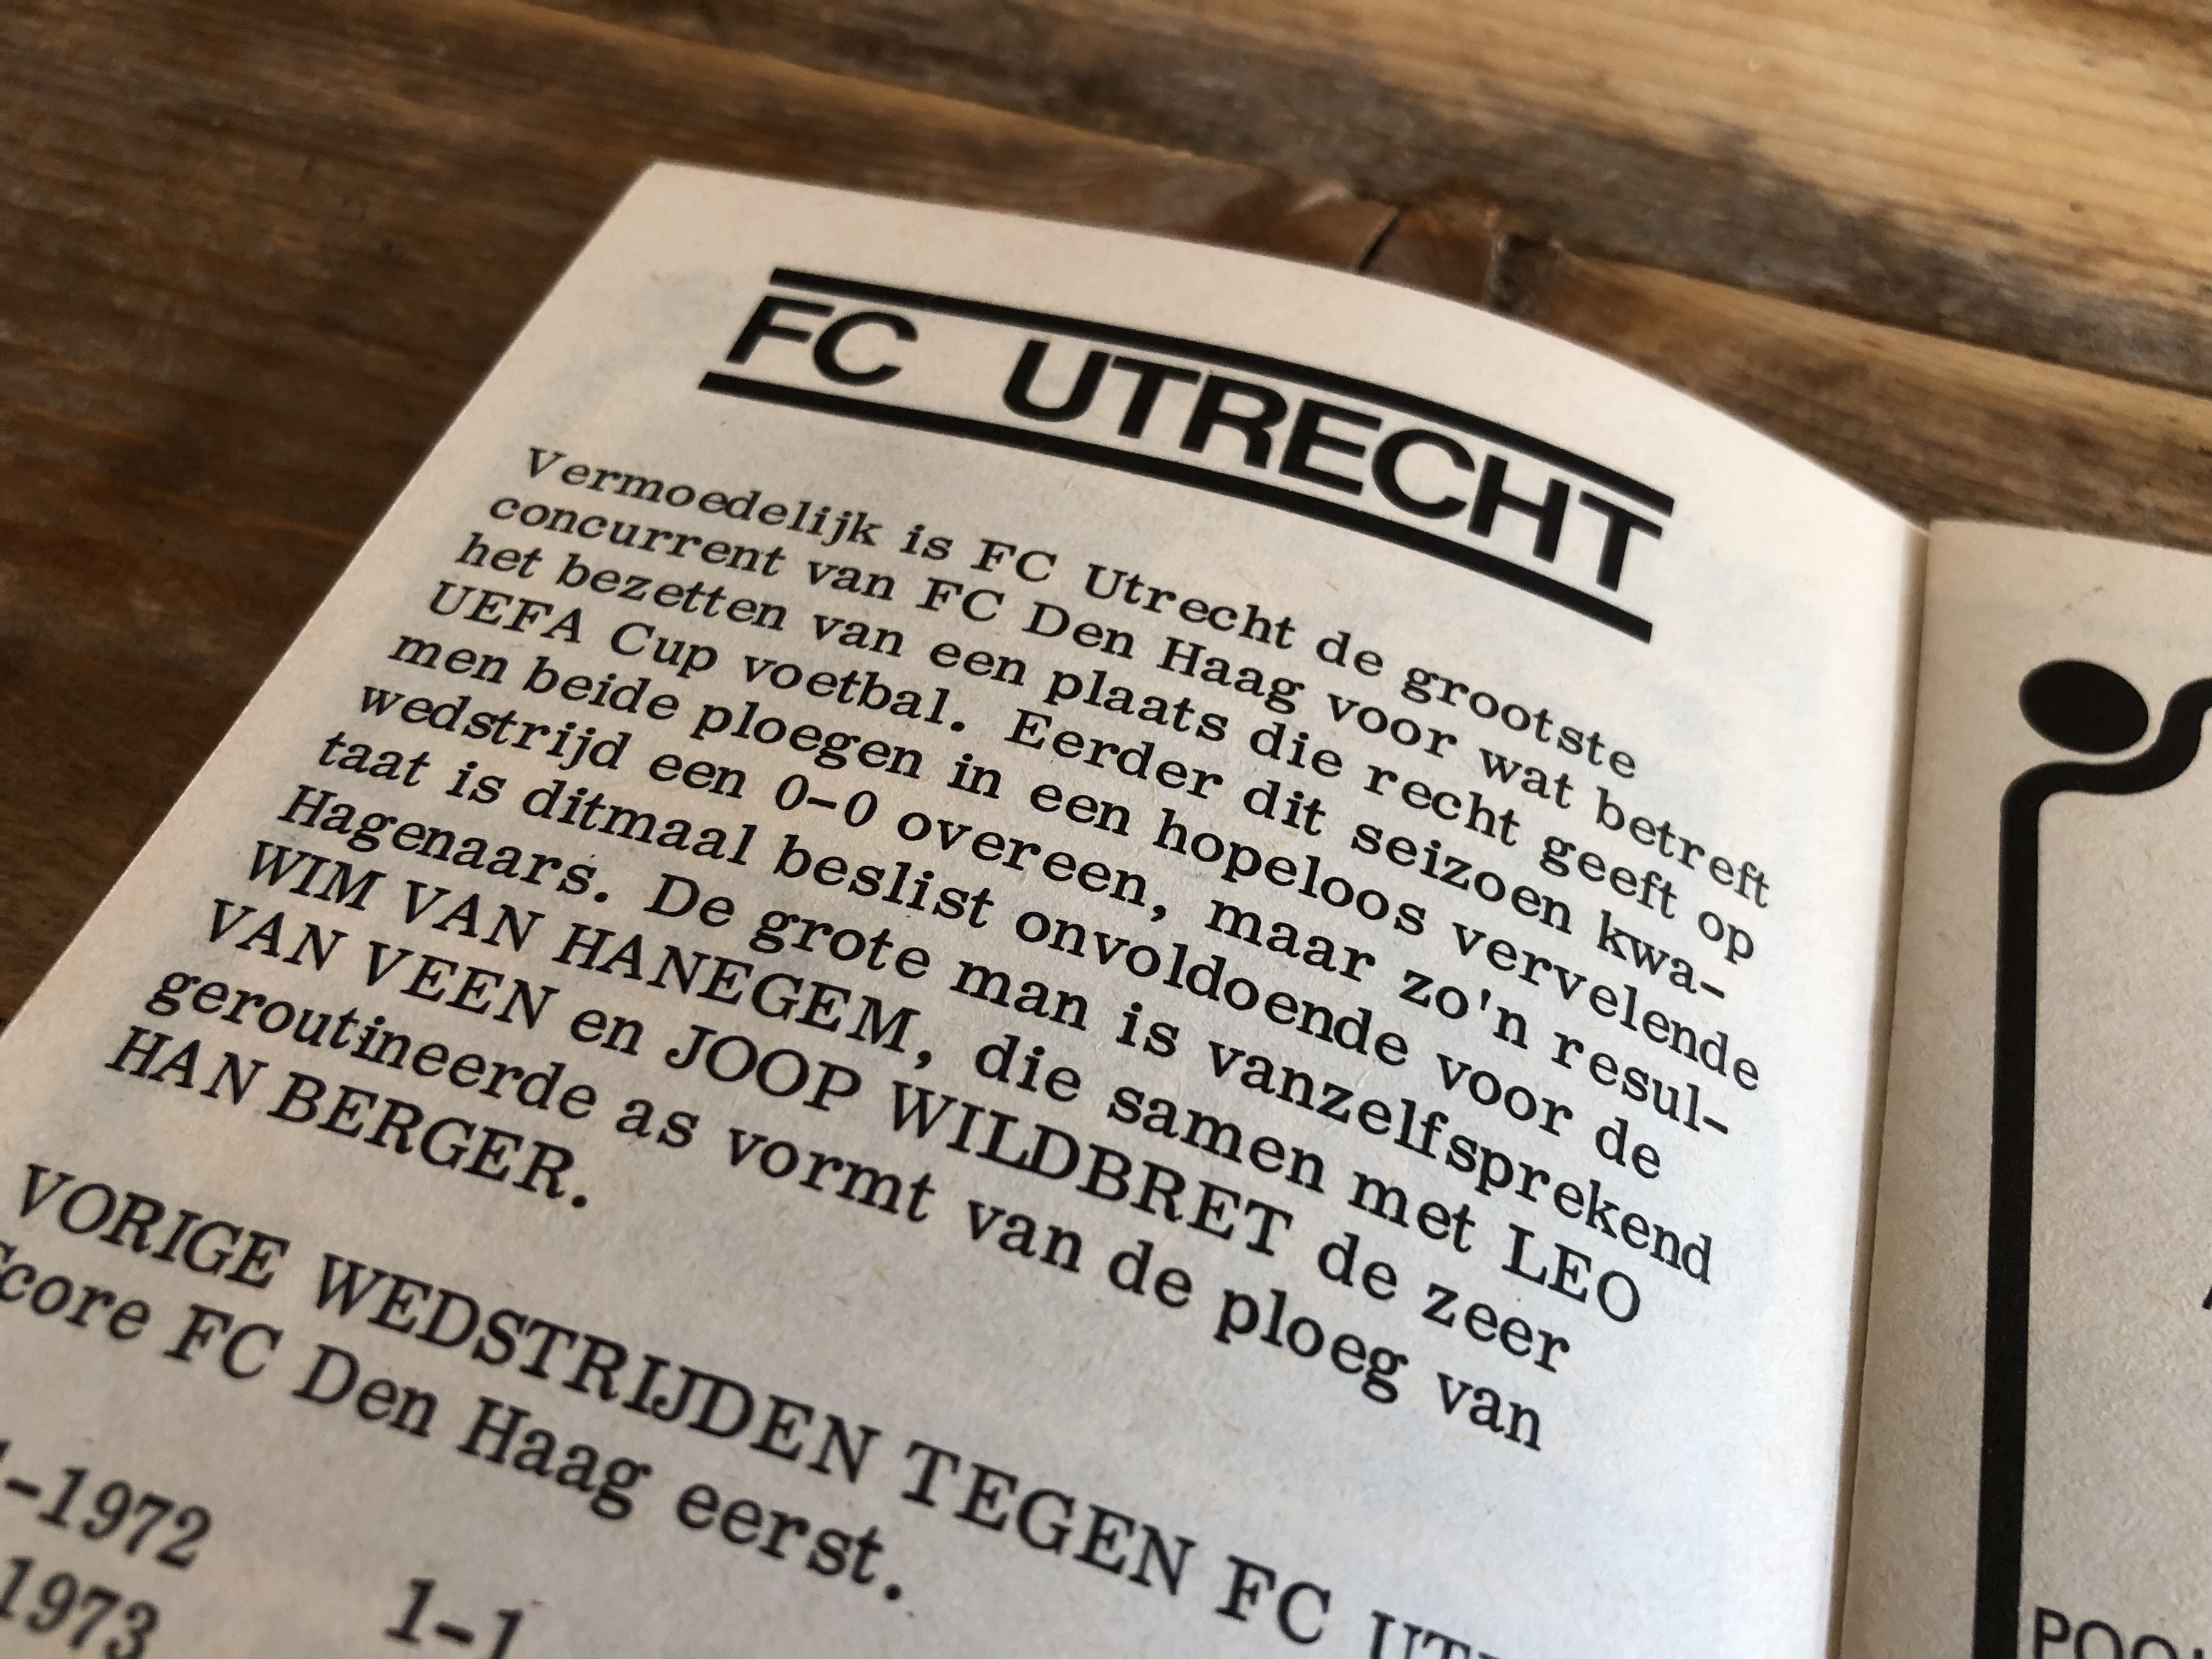 FC UTRECHT
Vermoedelijk is FC Utrecht de grootste
concurrent van FC Den Haag voor wat betreft
het bezetten van een plaats die recht geeft op
UEFA Cup voetbal. Eerder dit seizoen kwa-
men beide ploegen in een hopeloos vervelende
wedstrijd een 0-0 overeen, maar zo'n resul-
taat is ditmaal beslist onvoldoende voor de
Hagenaars. De grote man is vanzelfsprekend
WIM VAN HANEGEM, die samen met LEO
VAN VEEN en JOOP WILDBRET de zeer
geroutineerde as vormt van de ploeg van
HAN BERGER.
VORIGE WEDSTRIJDEN TEGEN FC
Score FC Den Haag eerst.
-1972
1973 1-1